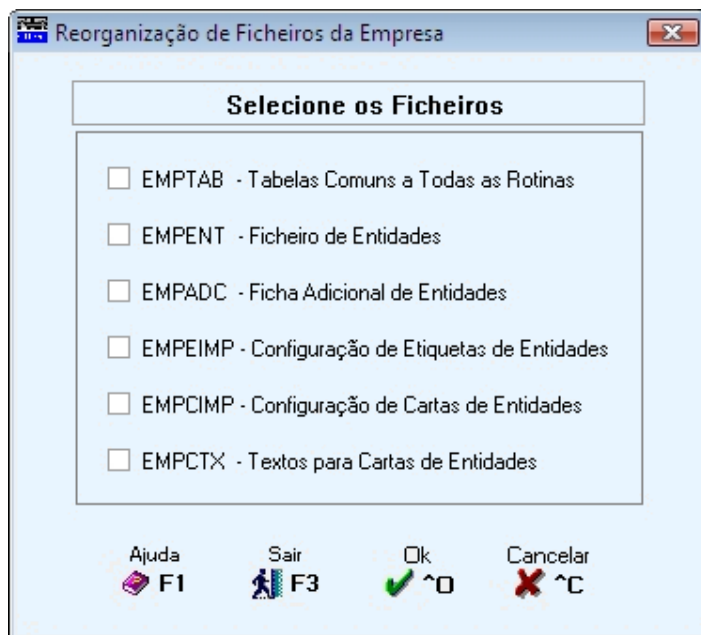 Reorganização de Ficheiros da Empresa
Selecione os Ficheiros
EMPTAB - Tabelas Comuns a Todas as Rotinas
EMPENT - Ficheiro de Entidades
EMPADC - Ficha Adicional de Entidades
EMPEIMP - Configuração de Etiquetas de Entidades
EMPCIMP - Configuração de Cartas de Entidades
EMPCTX - Textos para Cartas de Entidades
Ajuda Sair Ok Cancelar
F1 F3 ^O ^C